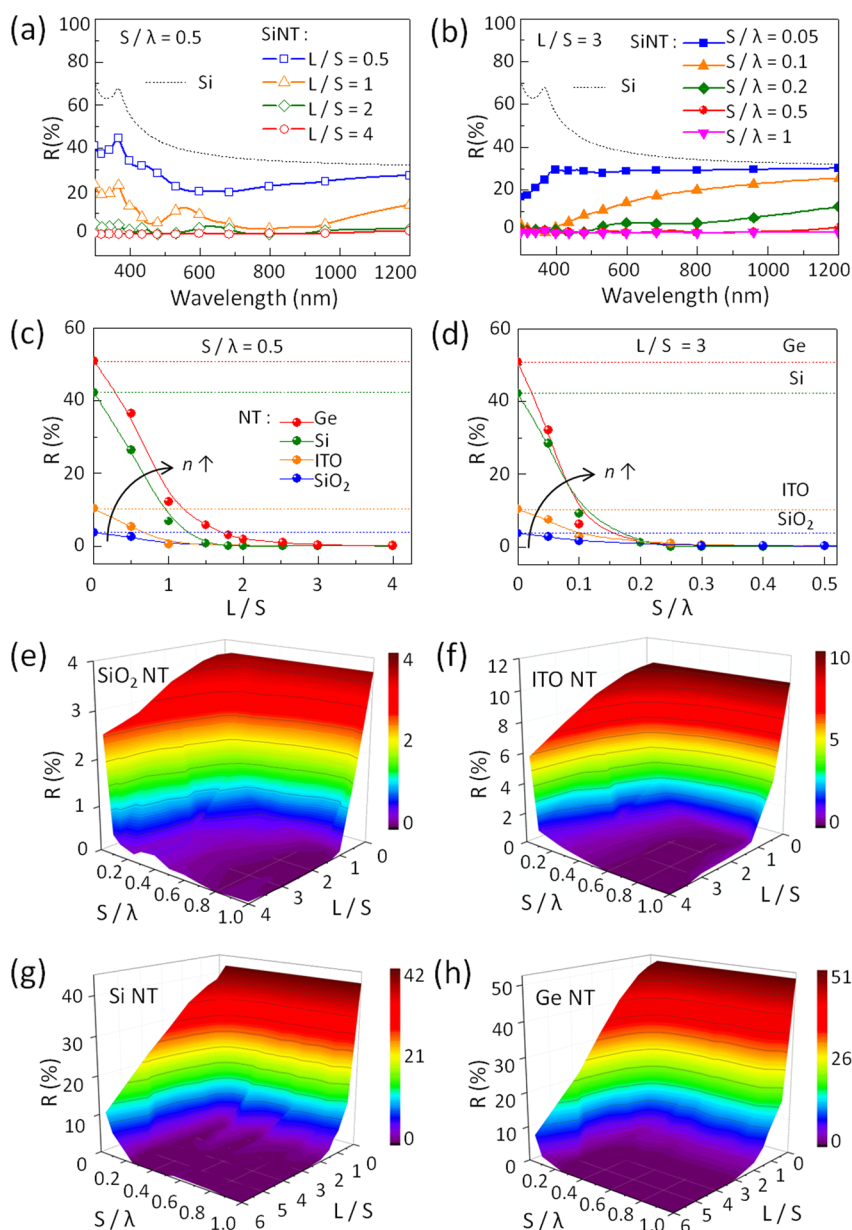 (a)
S / λ = 0.5
SiNT :
L / S = 0.5
L / S = 1
L / S = 2
L / S = 4
Si
100
80
60
40
20
0
R(%)
400 600 800 1000 1200
Wavelength (nm)
(b)
L / S = 3
SiNT :
S / λ = 0.05
S / λ = 0.1
S / λ = 0.2
S / λ = 0.5
S / λ = 1
Si
100
80
60
40
20
0
R(%)
400 600 800 1000 1200
Wavelength (nm)
(c)
S / λ = 0.5
NT :
Ge
Si
ITO
SiO₂
n ↑
60
40
20
0
R(%)
0 1 2 3 4
L / S
(d)
L / S = 3
Ge
Si
ITO
SiO₂
n ↑
60
40
20
0
R(%)
0 0.1 0.2 0.3 0.4 0.5
S / λ
(e)
SiO₂ NT
4
3
2
1
0
R (%)
0.2 0.4 0.6 0.8 1.0
S / λ
4 3 2 1 0
L / S
4
2
0
(f)
ITO NT
12
10
8
6
4
2
0
R (%)
0.2 0.4 0.6 0.8 1.0
S / λ
4 3 2 1 0
L / S
10
5
0
(g)
Si NT
40
30
20
10
0
R (%)
0.2 0.4 0.6 0.8 1.0
S / λ
6 5 4 3 2 1 0
L / S
42
21
0
(h)
Ge NT
50
40
30
20
10
0
R (%)
0.2 0.4 0.6 0.8 1.0
S / λ
6 5 4 3 2 1 0
L / S
51
26
0